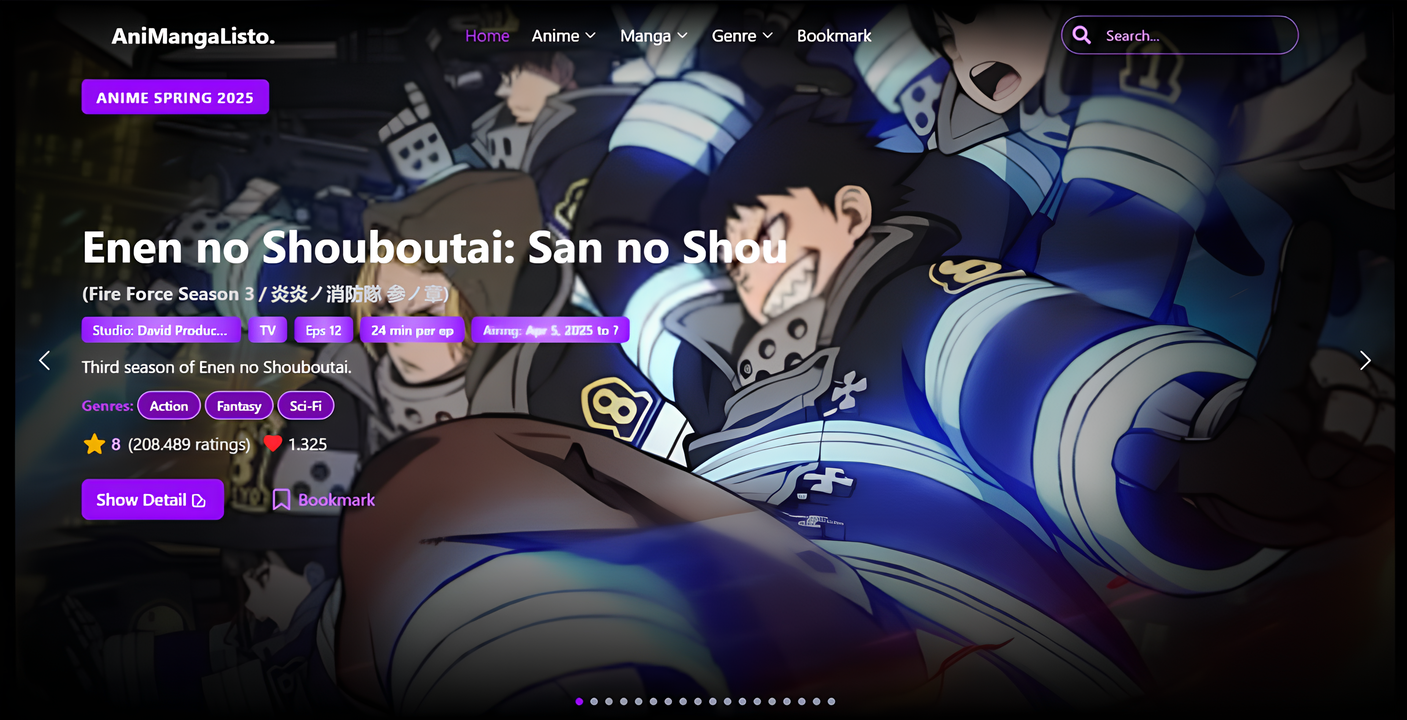 AniMangaListo.
Home Anime Manga Genre Bookmark
Search...
ANIME SPRING 2025
Enen no Shouboutai: San no Shou
(Fire Force Season 3 / 炎炎ノ消防隊 参ノ章)
Studio: David Produc... TV Eps 12 24 min per ep Airing: Apr 5, 2025 to ?
Third season of Enen no Shouboutai.
Genres: Action Fantasy Sci-Fi
8 (208.489 ratings) 1.325
Show Detail Bookmark